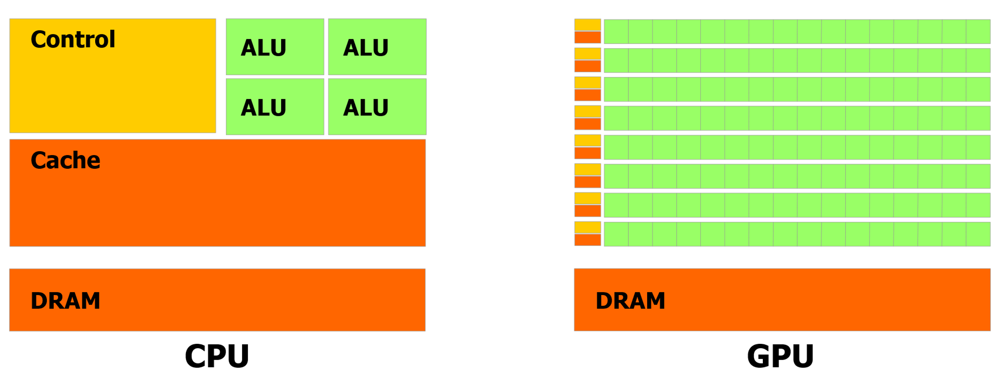 Control
ALU ALU
ALU ALU
Cache
DRAM
CPU
DRAM
GPU